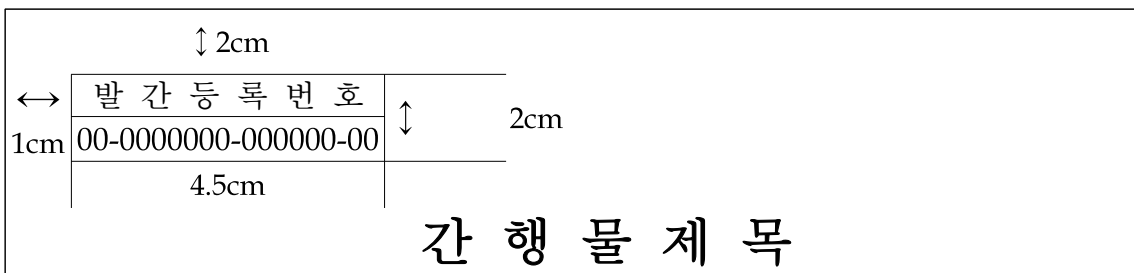 ↕ 2cm
↔ 발 간 등 록 번 호 ↕ 2cm
1cm 00-0000000-000000-00
4.5cm
간 행 물 제 목